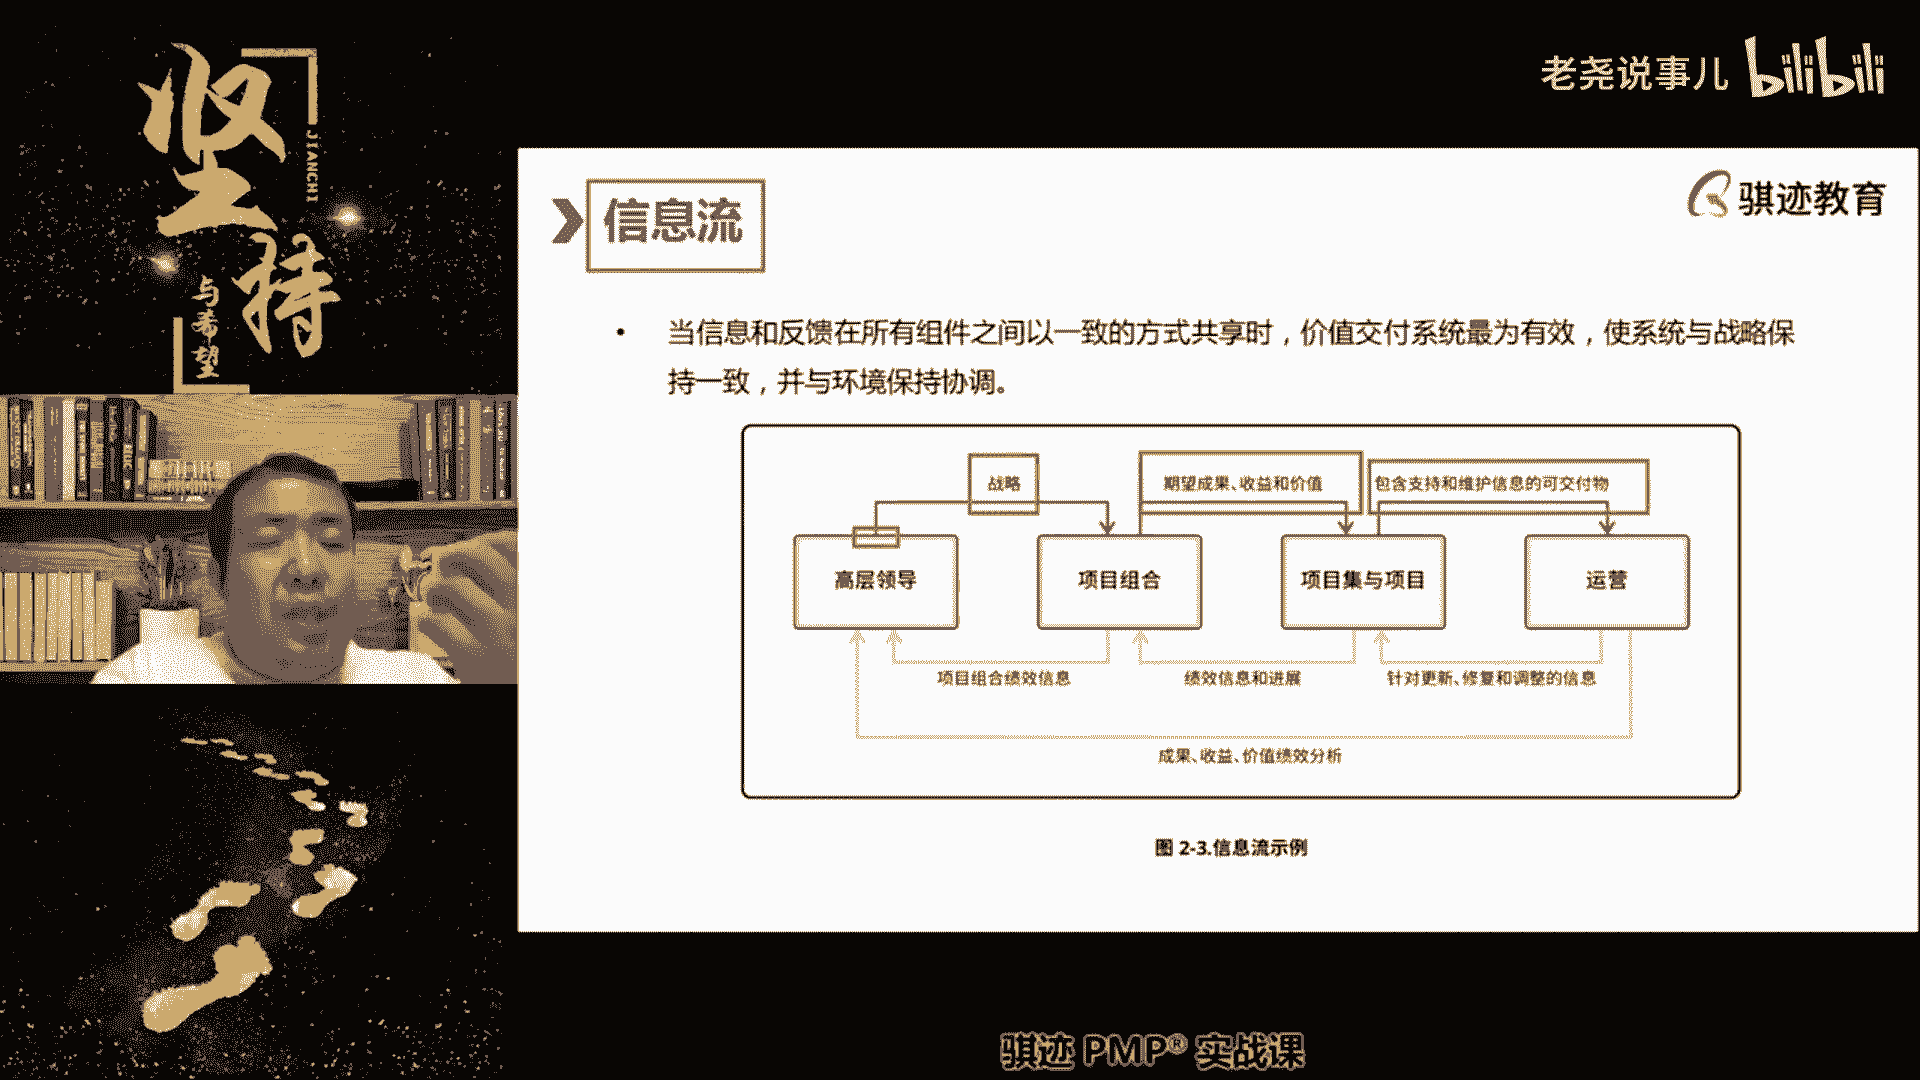 坚持
JIANCHI
与希望
老尧说事儿 bilibili
信息流
骐迹教育
• 当信息和反馈在所有组件之间以一致的方式共享时，价值交付系统最为有效，使系统与战略保
持一致，并与环境保持协调。
战略
期望成果、收益和价值
包含支持和维护信息的可交付物
高层领导
项目组合
项目集与项目
运营
项目组合绩效信息
绩效信息和进展
针对更新、修复和调整的信息
成果、收益、价值绩效分析
图 2-3.信息流示例
骐迹 PMP® 实战课